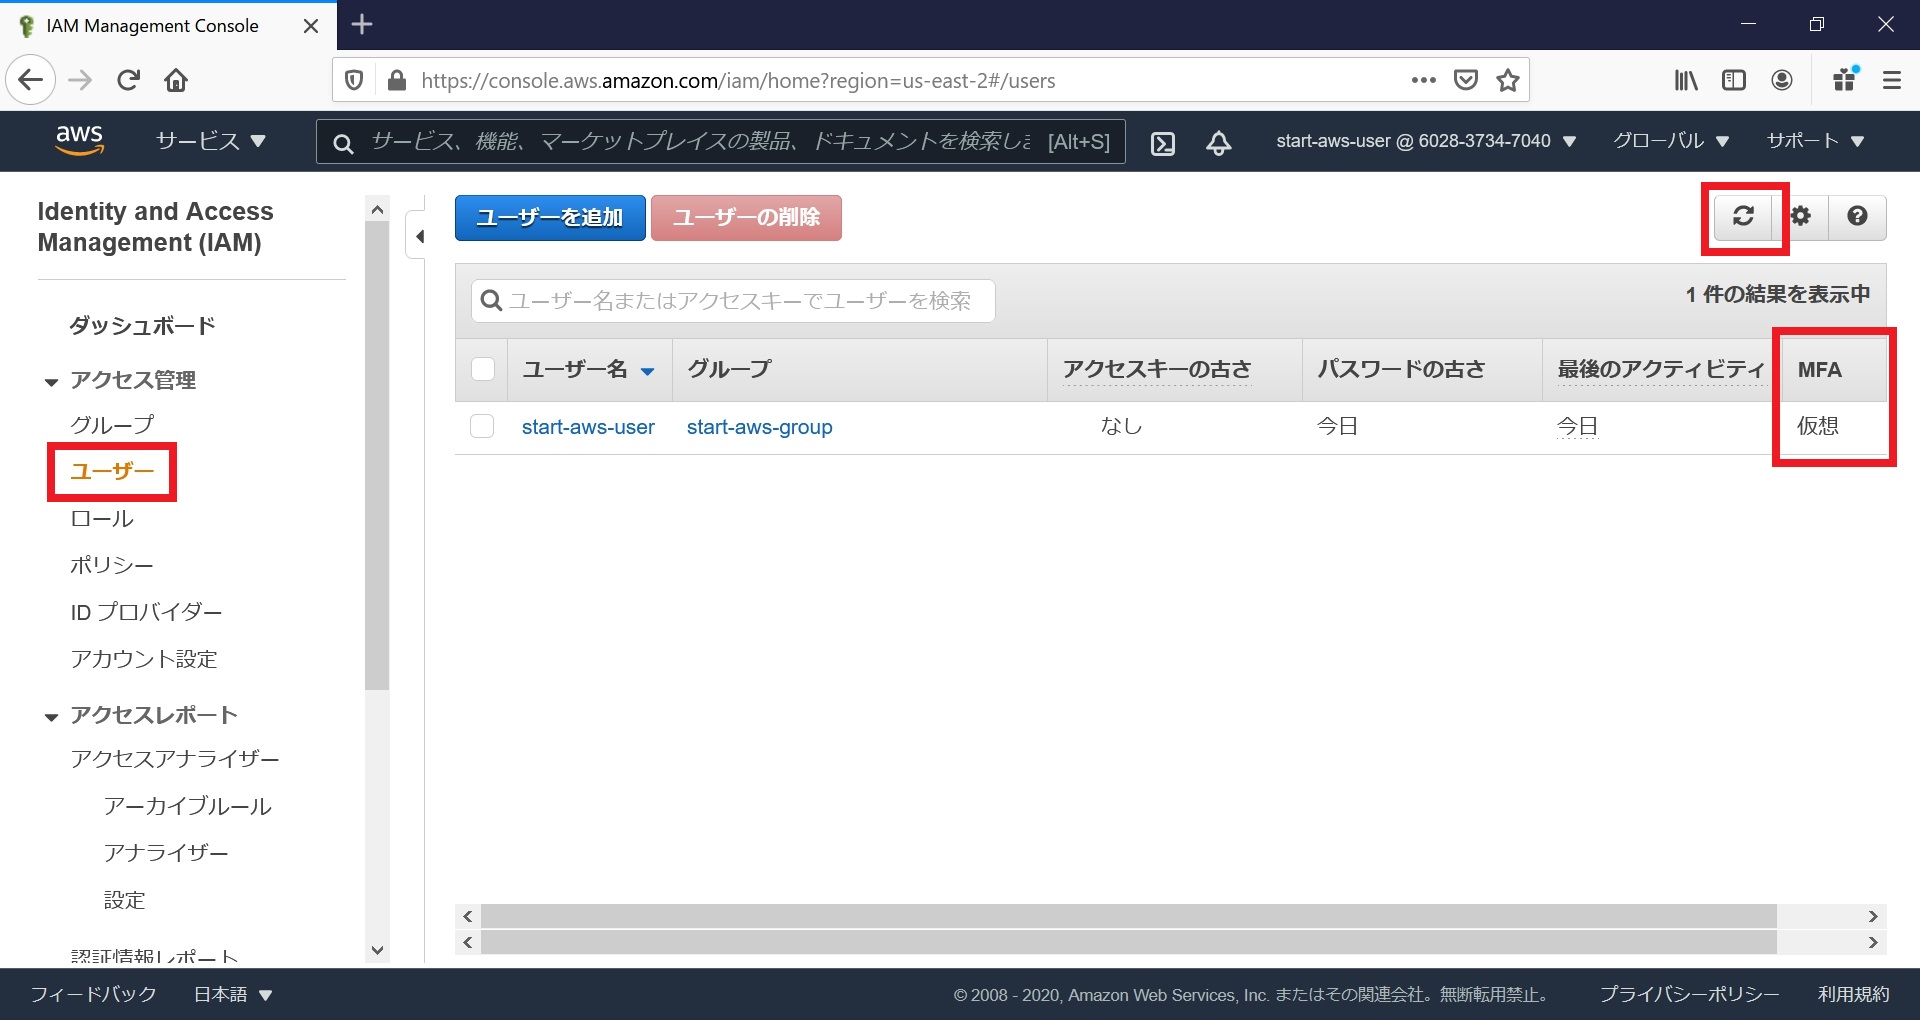 IAM Management Console
https://console.aws.amazon.com/iam/home?region=us-east-2#/users
aws
サービス
サービス、機能、マーケットプレイスの製品、ドキュメントを検索しま [Alt+S]
start-aws-user @ 6028-3734-7040
グローバル
サポート
Identity and Access
Management (IAM)
ダッシュボード
アクセス管理
グループ
ユーザー
ロール
ポリシー
ID プロバイダー
アカウント設定
アクセスレポート
アクセスアナライザー
アーカイブルール
アナライザー
設定
認証情報レポート
ユーザーを追加
ユーザーの削除
ユーザー名またはアクセスキーでユーザーを検索
1 件の結果を表示中
ユーザー名 グループ アクセスキーの古さ パスワードの古さ 最後のアクティビティ MFA
start-aws-user start-aws-group なし 今日 今日 仮想
フィードバック
日本語
© 2008 - 2020, Amazon Web Services, Inc. またはその関連会社。無断転用禁止。
プライバシーポリシー
利用規約